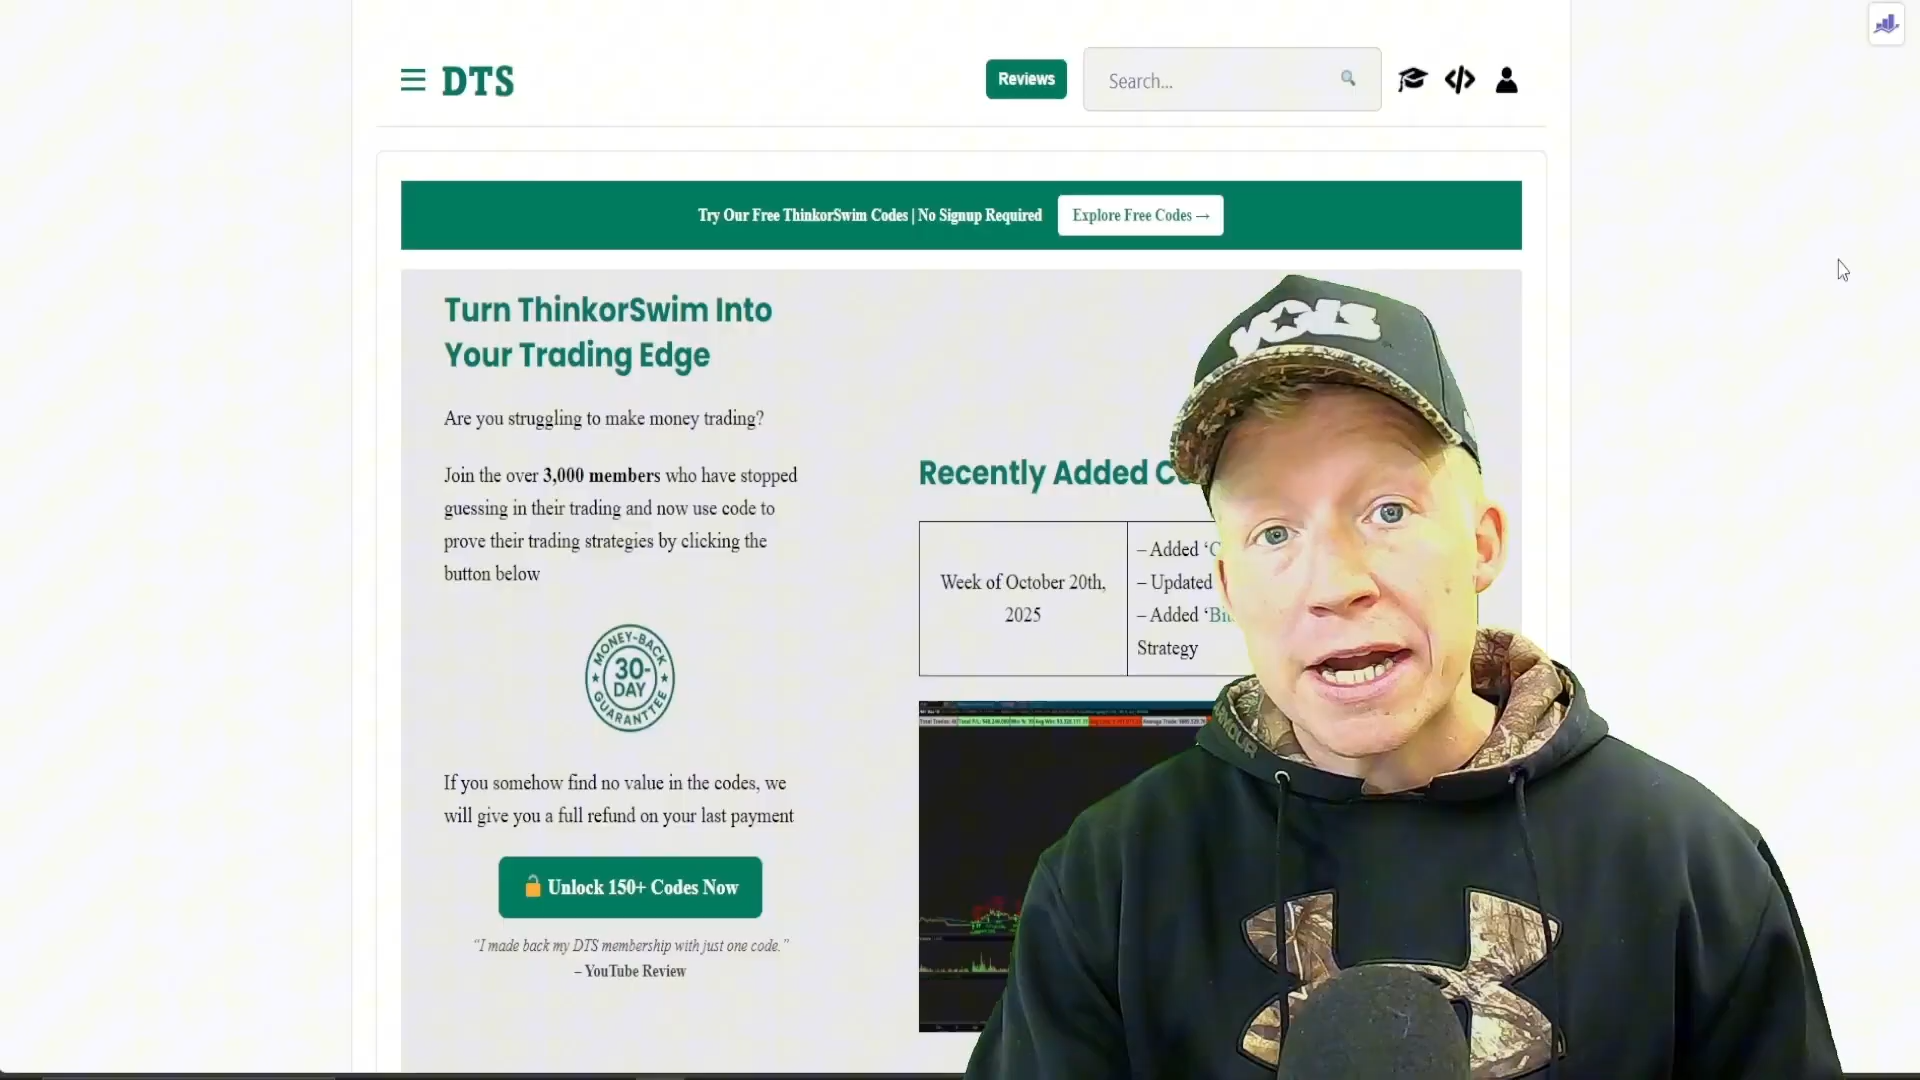 DTS
Reviews
Search...
Try Our Free ThinkorSwim Codes | No Signup Required
Explore Free Codes →
Turn ThinkorSwim Into
Your Trading Edge
Are you struggling to make money trading?
Join the over 3,000 members who have stopped
guessing in their trading and now use code to
prove their trading strategies by clicking the
button below
MONEY-BACK
30-
DAY
GUARANTTEE
If you somehow find no value in the codes, we
will give you a full refund on your last payment
Unlock 150+ Codes Now
“I made back my DTS membership with just one code.”
– YouTube Review
Recently Added
Week of October 20th,
2025
– Added
– Updated
– Added
Strategy
VOLS